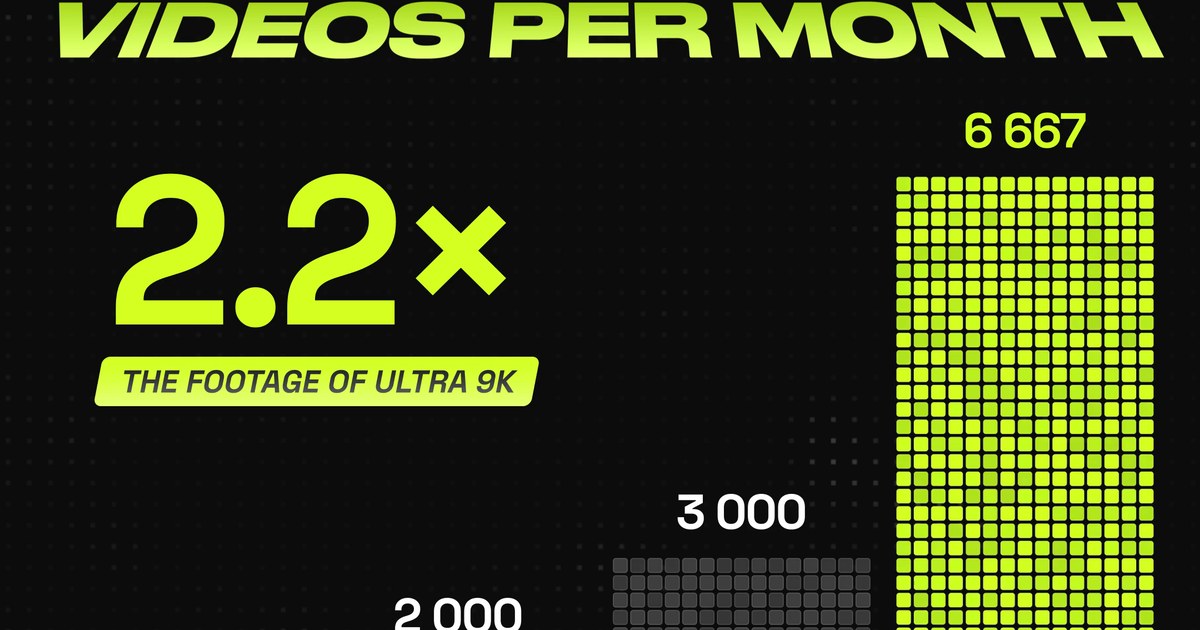 VIDEOS PER MONTH
6 667
2.2×
THE FOOTAGE OF ULTRA 9K
3 000
2 000